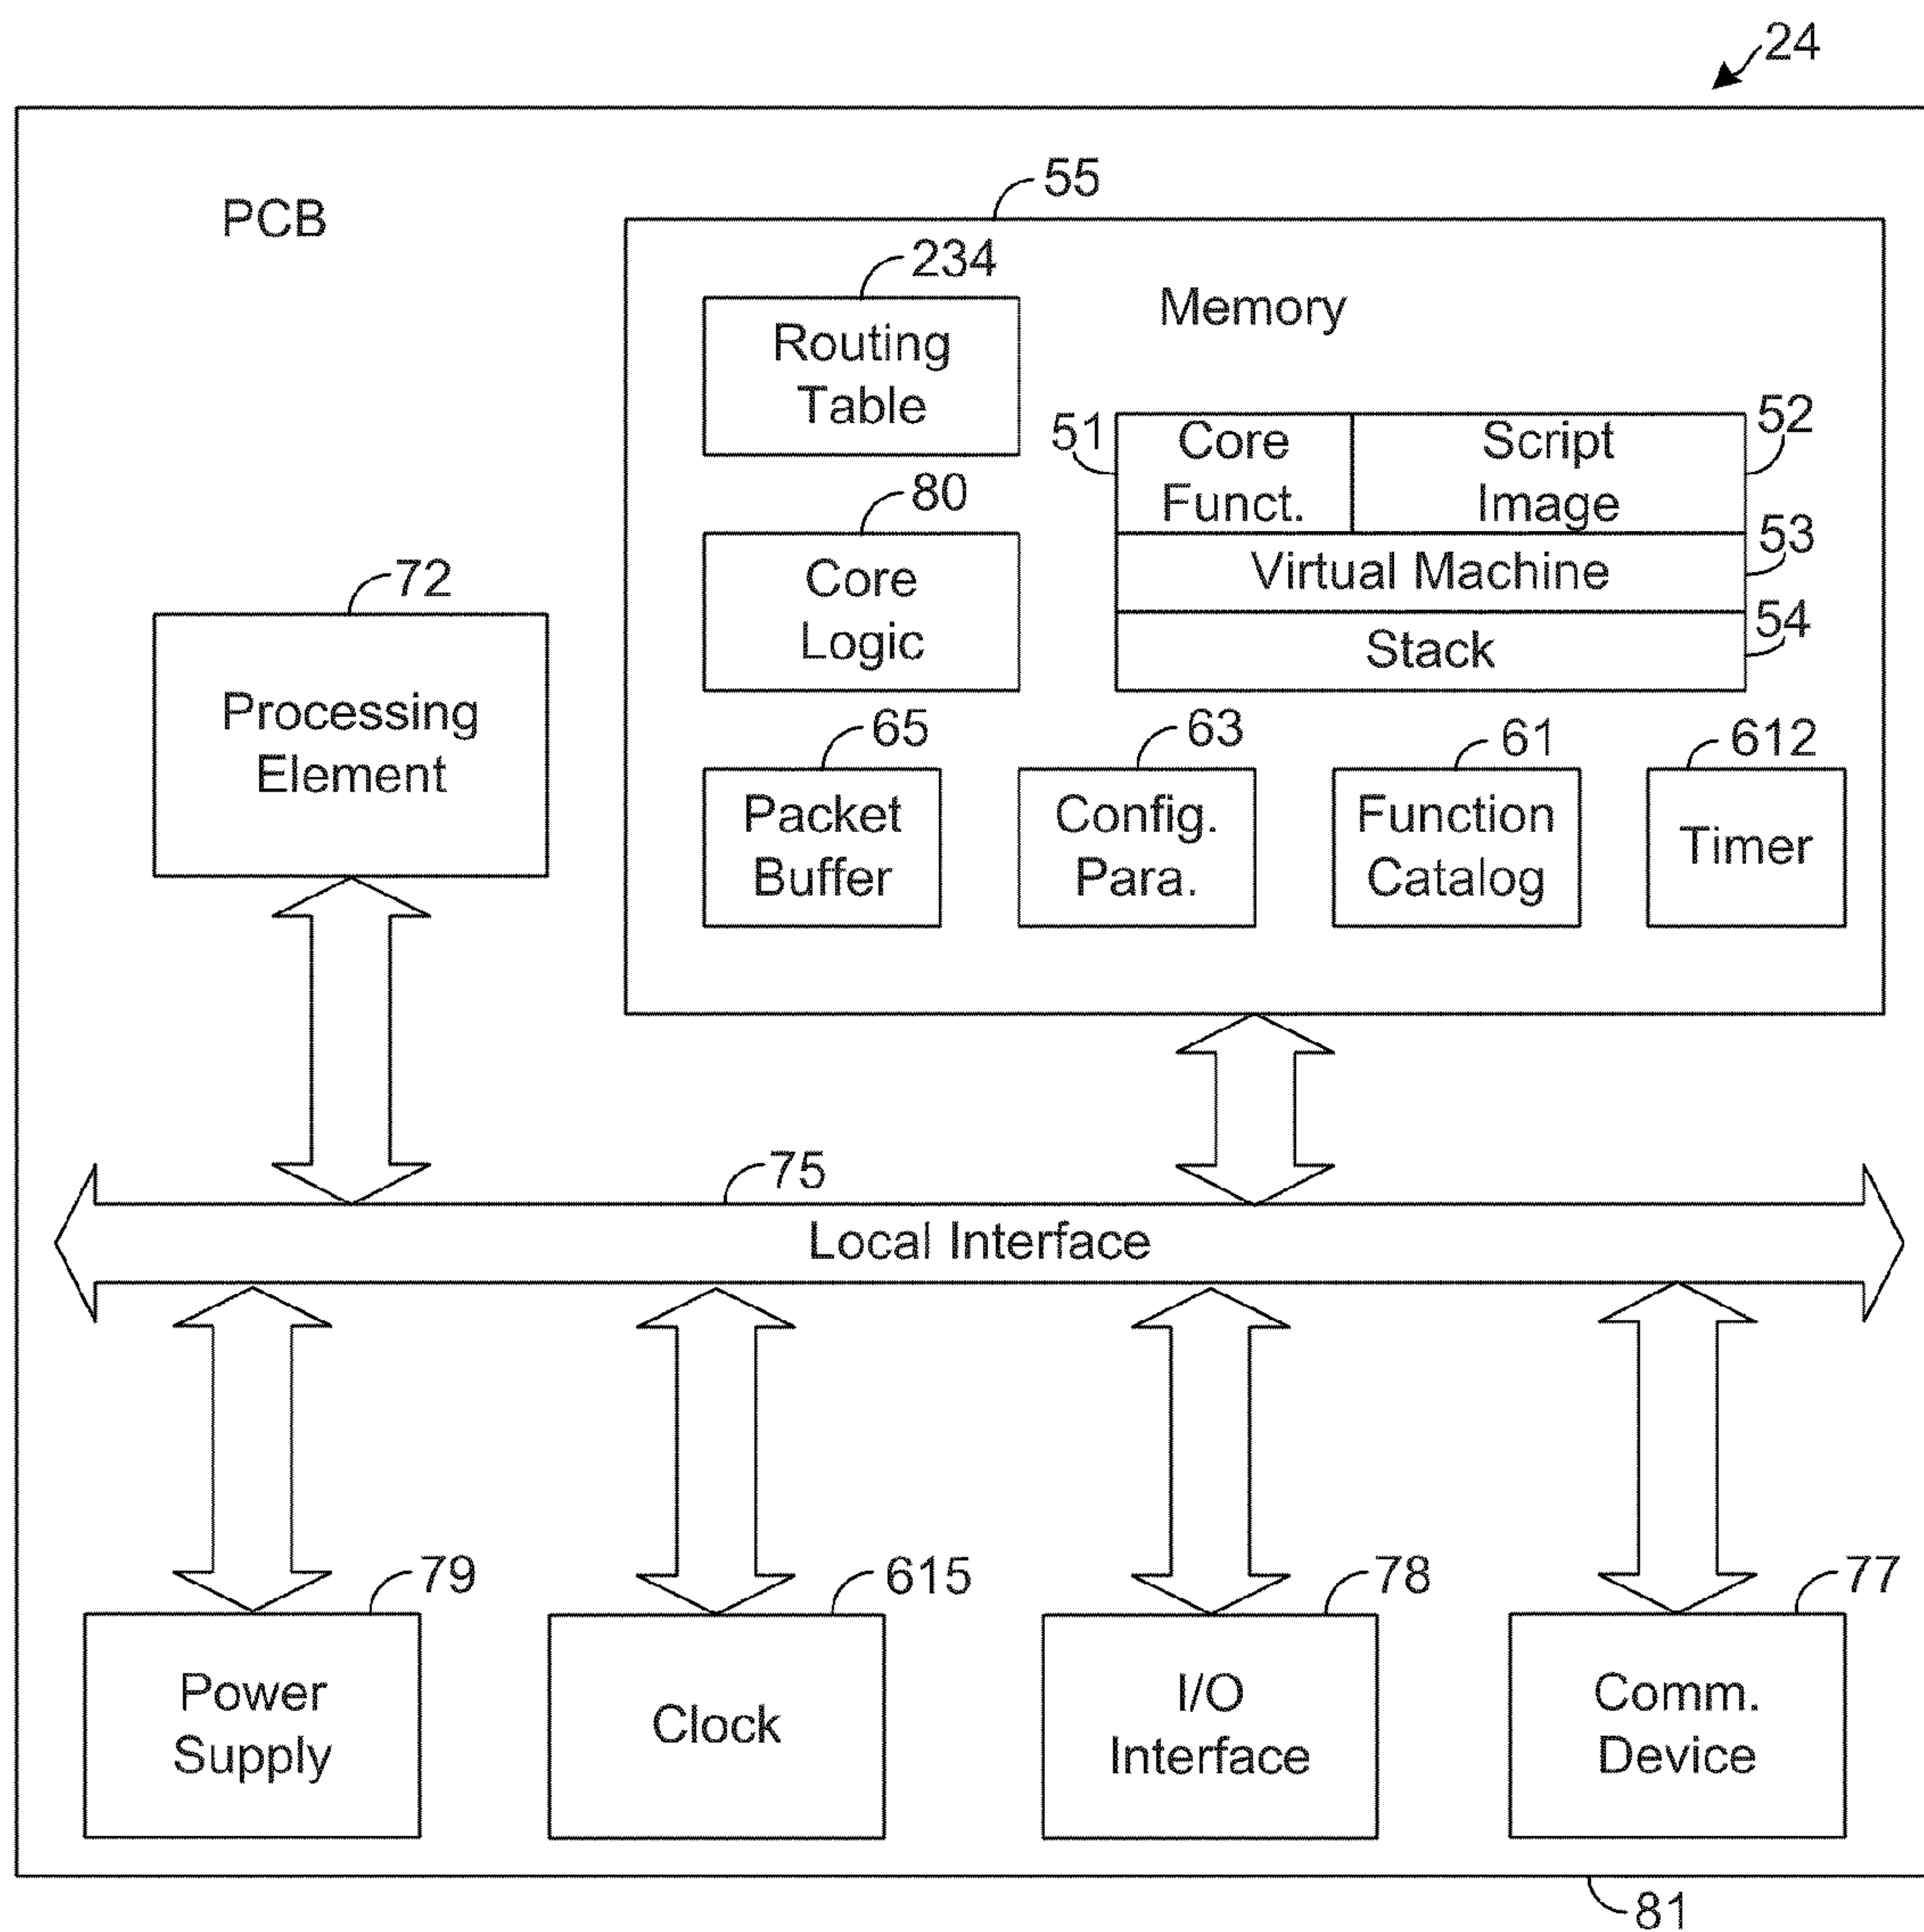 24
55
PCB
234
Memory
Routing
Table
51
Core
Funct.
Script
Image
52
80
Core
Logic
Virtual Machine
53
Stack
54
72
Processing
Element
65
Packet
Buffer
63
Config.
Para.
61
Function
Catalog
612
Timer
75
Local Interface
79
Power
Supply
615
Clock
78
I/O
Interface
77
Comm.
Device
81